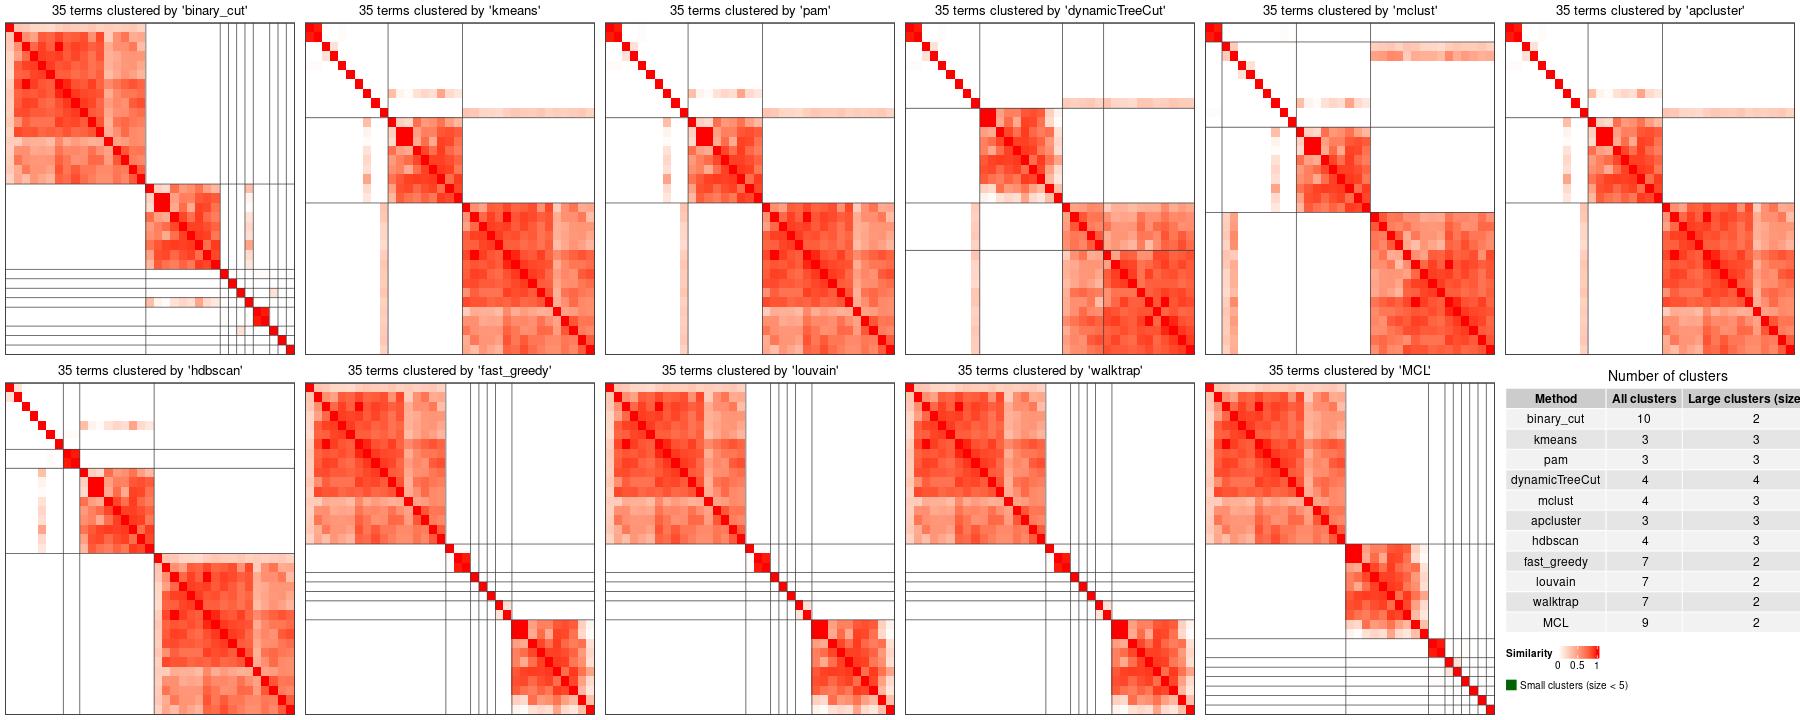 35 terms clustered by 'binary_cut'
35 terms clustered by 'kmeans'
35 terms clustered by 'pam'
35 terms clustered by 'dynamicTreeCut'
35 terms clustered by 'mclust'
35 terms clustered by 'apcluster'
35 terms clustered by 'hdbscan'
35 terms clustered by 'fast_greedy'
35 terms clustered by 'louvain'
35 terms clustered by 'walktrap'
35 terms clustered by 'MCL'
Number of clusters
Method All clusters Large clusters (size
binary_cut 10 2
kmeans 3 3
pam 3 3
dynamicTreeCut 4 4
mclust 4 3
apcluster 3 3
hdbscan 4 3
fast_greedy 7 2
louvain 7 2
walktrap 7 2
MCL 9 2
Similarity
0 0.5 1
Small clusters (size < 5)